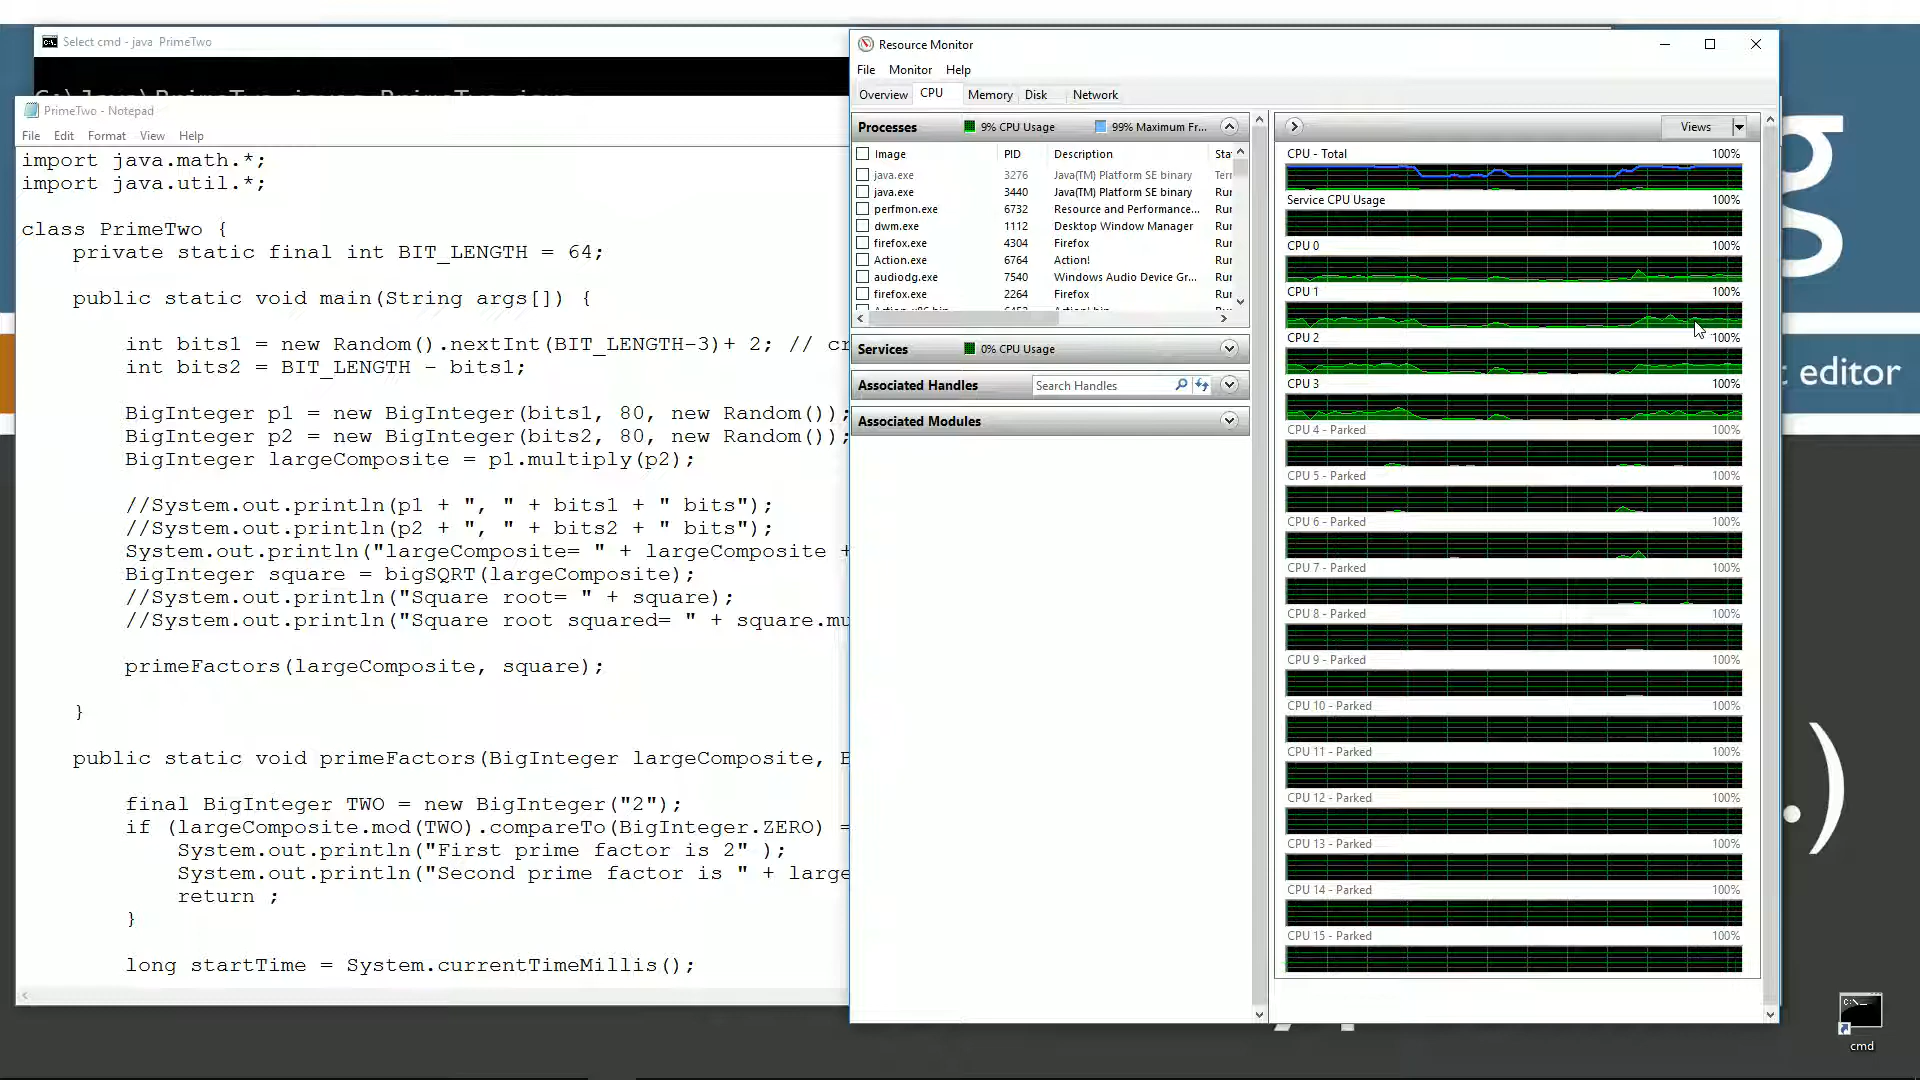 Select cmd - java  PrimeTwo
PrimeTwo - Notepad
File Edit Format View Help
import java.math.*;
import java.util.*;
class PrimeTwo {
private static final int BIT_LENGTH = 64;
public static void main(String args[]) {
int bits1 = new Random().nextInt(BIT_LENGTH-3)+ 2; // cr
int bits2 = BIT_LENGTH - bits1;
BigInteger p1 = new BigInteger(bits1, 80, new Random());
BigInteger p2 = new BigInteger(bits2, 80, new Random());
BigInteger largeComposite = p1.multiply(p2);
//System.out.println(p1 + ", " + bits1 + " bits");
//System.out.println(p2 + ", " + bits2 + " bits");
System.out.println("largeComposite= " + largeComposite +
BigInteger square = bigSQRT(largeComposite);
//System.out.println("Square root= " + square);
//System.out.println("Square root squared= " + square.mu
primeFactors(largeComposite, square);
}
public static void primeFactors(BigInteger largeComposite, B
final BigInteger TWO = new BigInteger("2");
if (largeComposite.mod(TWO).compareTo(BigInteger.ZERO) =
System.out.println("First prime factor is 2" );
System.out.println("Second prime factor is " + large
return ;
}
long startTime = System.currentTimeMillis();
Resource Monitor
File Monitor Help
Overview CPU Memory Disk Network
Processes 9% CPU Usage 99% Maximum Fr...
Image PID Description Sta
java.exe 3276 Java(TM) Platform SE binary Terr
java.exe 3440 Java(TM) Platform SE binary Rur
perfmon.exe 6732 Resource and Performance... Rur
dwm.exe 1112 Desktop Window Manager Rur
firefox.exe 4304 Firefox Rur
Action.exe 6764 Action! Rur
audiodg.exe 7540 Windows Audio Device Gr... Rur
firefox.exe 2264 Firefox Rur
Services 0% CPU Usage
Associated Handles Search Handles
Associated Modules
Views
CPU - Total 100%
Service CPU Usage 100%
CPU 0 100%
CPU 1 100%
CPU 2 100%
CPU 3 100%
CPU 4 - Parked 100%
CPU 5 - Parked 100%
CPU 6 - Parked 100%
CPU 7 - Parked 100%
CPU 8 - Parked 100%
CPU 9 - Parked 100%
CPU 10 - Parked 100%
CPU 11 - Parked 100%
CPU 12 - Parked 100%
CPU 13 - Parked 100%
CPU 14 - Parked 100%
CPU 15 - Parked 100%
g
t editor
.)
cmd